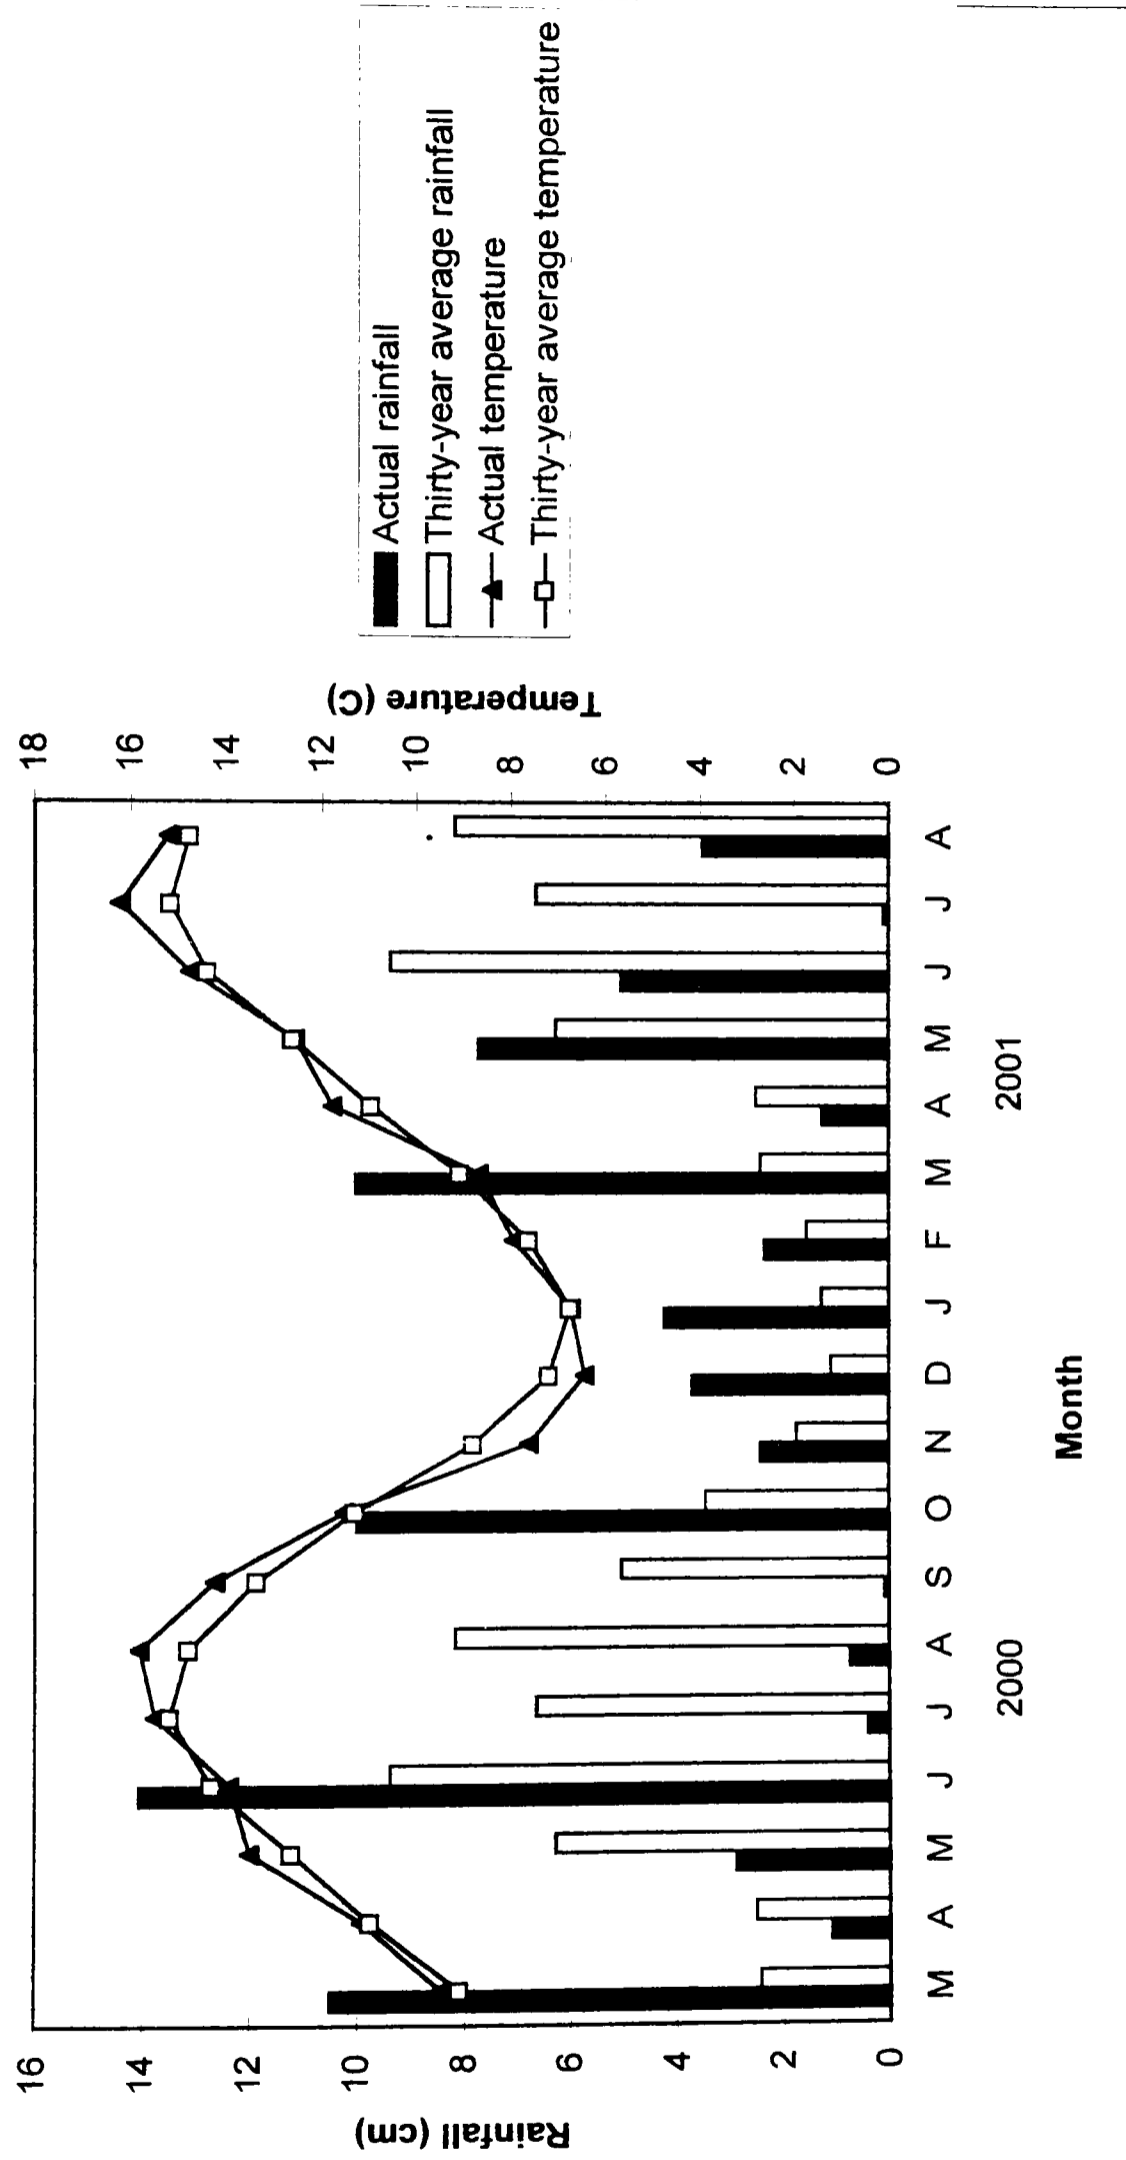 Rainfall (cm)
16
14
12
10
8
6
4
2
0
Temperature (C)
18
16
14
12
10
8
6
4
2
0
M A M J J A S O N D J F M A M J J A
2000 2001
Month
Actual rainfall
Thirty-year average rainfall
Actual temperature
Thirty-year average temperature